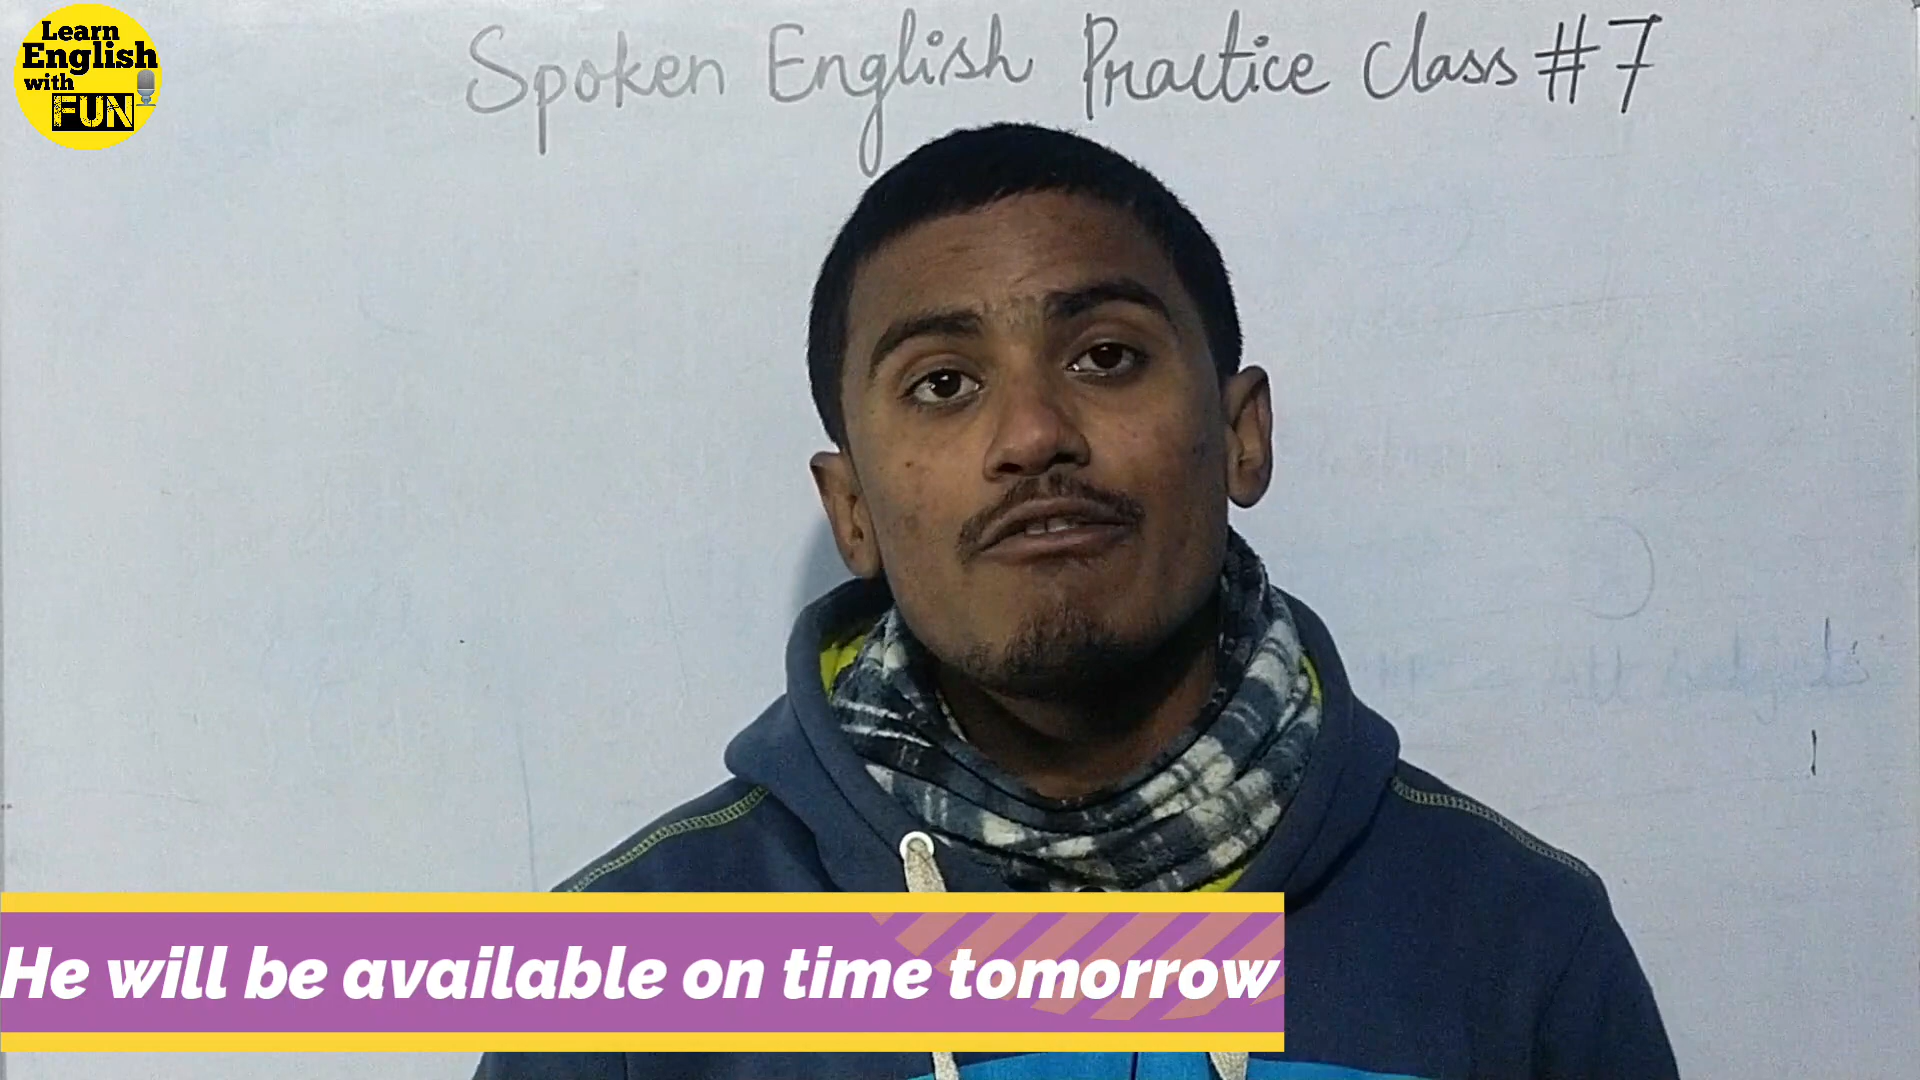 Learn
English
with
FUN
Spoken English Practice Class #7
He will be available on time tomorrow